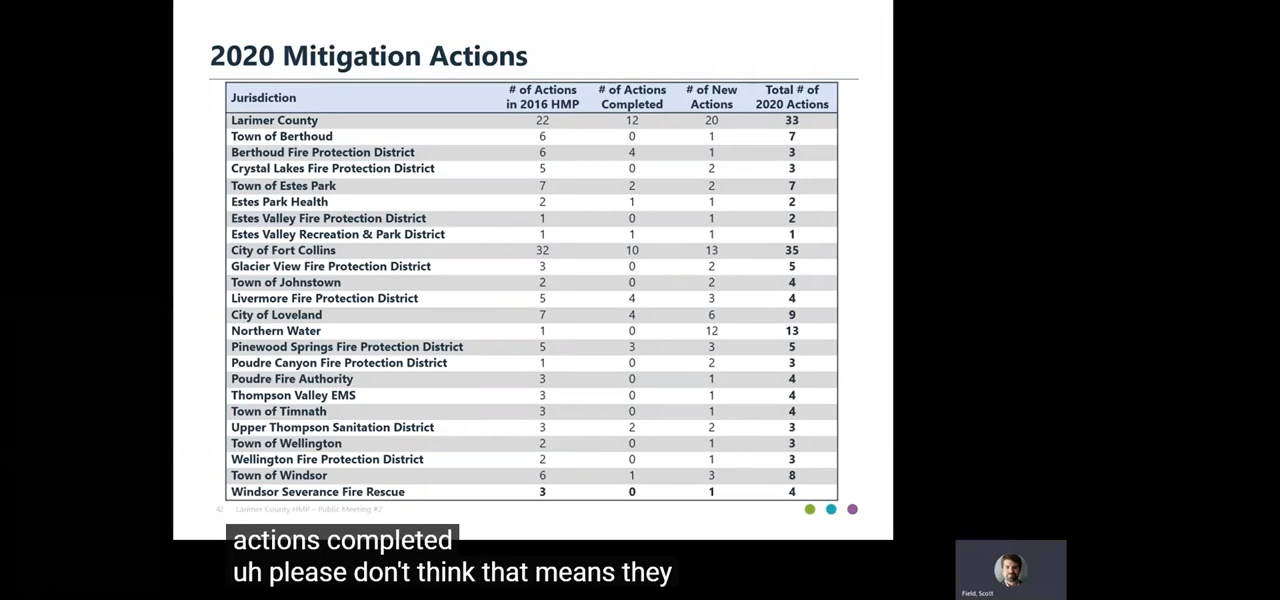 2020 Mitigation Actions
Jurisdiction # of Actions in 2016 HMP # of Actions Completed # of New Actions Total # of 2020 Actions
Larimer County 22 12 20 33
Town of Berthoud 6 0 1 7
Berthoud Fire Protection District 6 4 1 3
Crystal Lakes Fire Protection District 5 0 2 3
Town of Estes Park 7 2 2 7
Estes Park Health 2 1 1 2
Estes Valley Fire Protection District 1 0 1 2
Estes Valley Recreation & Park District 1 1 1 1
City of Fort Collins 32 10 13 35
Glacier View Fire Protection District 3 0 2 5
Town of Johnstown 2 0 2 4
Livermore Fire Protection District 5 4 3 4
City of Loveland 7 4 6 9
Northern Water 1 0 12 13
Pinewood Springs Fire Protection District 5 3 3 5
Poudre Canyon Fire Protection District 1 0 2 3
Poudre Fire Authority 3 0 1 4
Thompson Valley EMS 3 0 1 4
Town of Timnath 3 0 1 4
Upper Thompson Sanitation District 3 2 2 3
Town of Wellington 2 0 1 3
Wellington Fire Protection District 2 0 1 3
Town of Windsor 6 1 3 8
Windsor Severance Fire Rescue 3 0 1 4
42 Larimer County HMP – Public Meeting #2
actions completed
uh please don't think that means they
Field, Scott